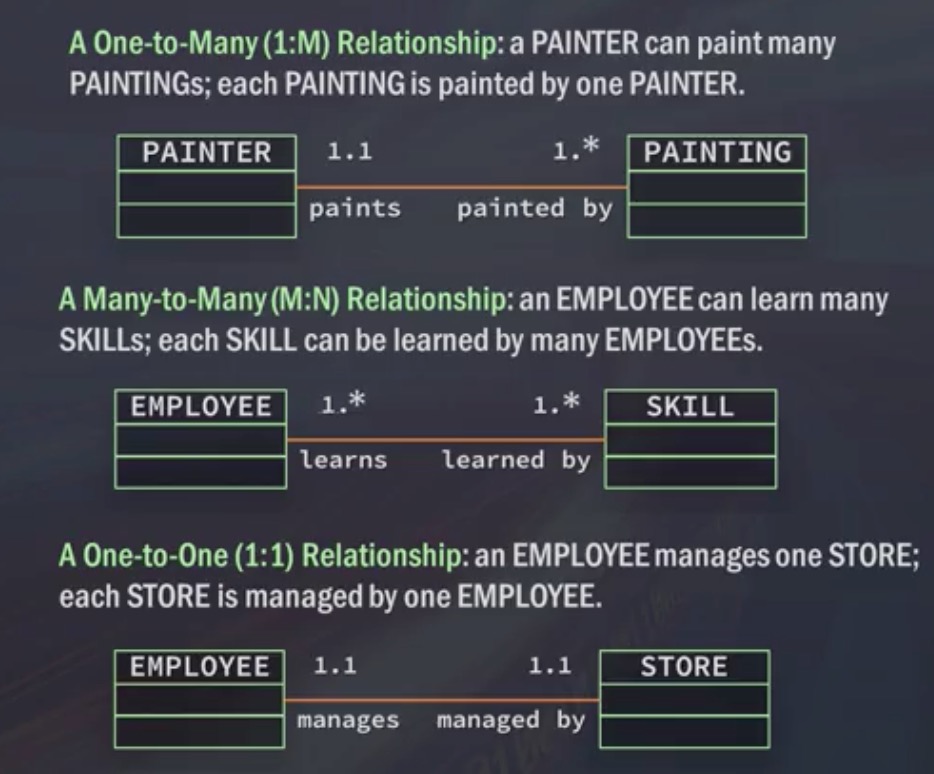 A One-to-Many (1:M) Relationship: a PAINTER can paint many
PAINTINGs; each PAINTING is painted by one PAINTER.
PAINTER 1.1 1.* PAINTING
paints painted by
A Many-to-Many (M:N) Relationship: an EMPLOYEE can learn many
SKILLs; each SKILL can be learned by many EMPLOYEEs.
EMPLOYEE 1.* 1.* SKILL
learns learned by
A One-to-One (1:1) Relationship: an EMPLOYEE manages one STORE;
each STORE is managed by one EMPLOYEE.
EMPLOYEE 1.1 1.1 STORE
manages managed by